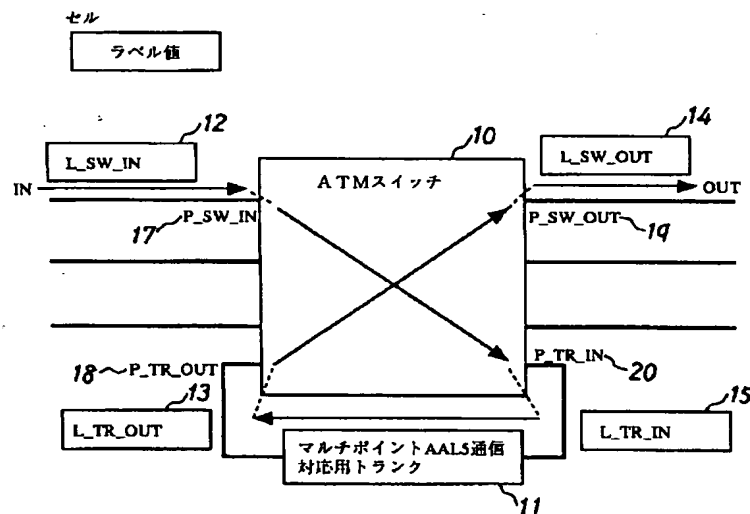 セル
ラベル値
12
10
14
L_SW_IN
L_SW_OUT
IN
ATMスイッチ
OUT
17
P_SW_IN
P_SW_OUT
19
18
P_TR_OUT
P_TR_IN
20
13
15
L_TR_OUT
L_TR_IN
マルチポイントAAL5通信
対応用トランク
11